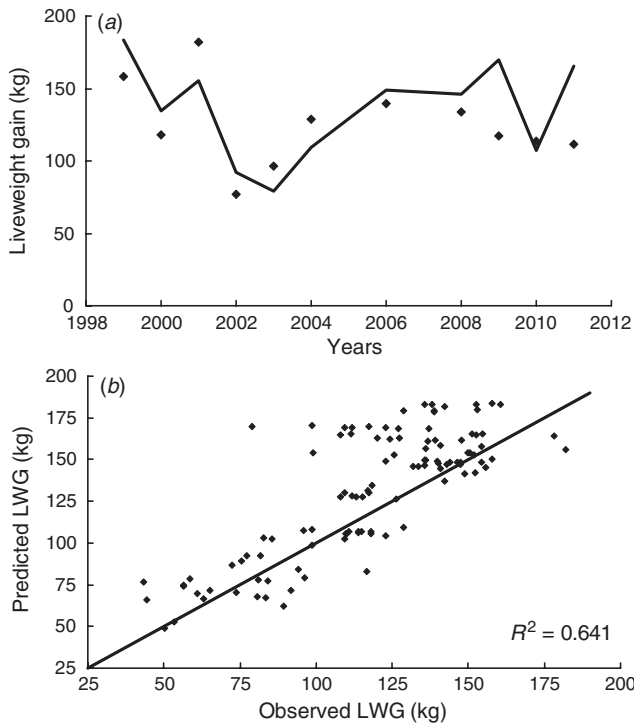 (a)
Liveweight gain (kg)
200
150
100
50
0
1998 2000 2002 2004 2006 2008 2010 2012
Years
(b)
Predicted LWG (kg)
200
175
150
125
100
75
50
25
R² = 0.641
25 50 75 100 125 150 175 200
Observed LWG (kg)